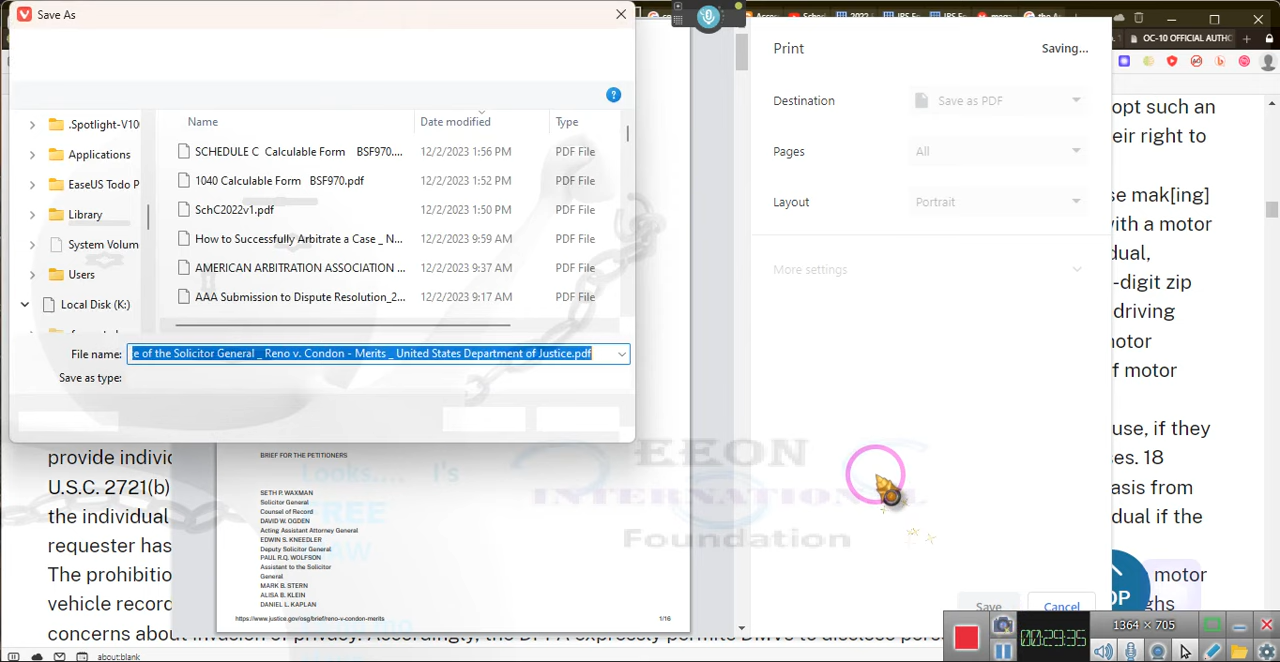 Save As
Name
Date modified
Type
.Spotlight-V10
Applications
EaseUS Todo P
Library
System Volum
Users
Local Disk (K:)
SCHEDULE C Calculable Form BSF970.... 12/2/2023 1:56 PM PDF File
1040 Calculable Form BSF970.pdf 12/2/2023 1:52 PM PDF File
SchC2022v1.pdf 12/2/2023 1:50 PM PDF File
How to Successfully Arbitrate a Case _ N... 12/2/2023 9:59 AM PDF File
AMERICAN ARBITRATION ASSOCIATION ... 12/2/2023 9:37 AM PDF File
AAA Submission to Dispute Resolution_2... 12/2/2023 9:17 AM PDF File
File name: e of the Solicitor General _ Reno v. Condon - Merits _ United States Department of Justice.pdf
Save as type:
OC-10 OFFICIAL AUTHO
Print
Saving...
Destination
Save as PDF
Pages
All
Layout
Portrait
More settings
Save
Cancel
opt such an
eir right to
se mak[ing]
with a motor
dual,
-digit zip
driving
otor
f motor
use, if they
es. 18
asis from
dual if the
motor
ghs
OP
provide individ
U.S.C. 2721(b)
the individual
requester has
The prohibitio
vehicle record
concerns about invasion of privacy. Accordingly, the DPPA expressly permits DMVs to disclose pers
BRIEF FOR THE PETITIONERS
SETH P. WAXMAN
Solicitor General
Counsel of Record
DAVID W. OGDEN
Acting Assistant Attorney General
EDWIN S. KNEEDLER
Deputy Solicitor General
PAUL R.Q. WOLFSON
Assistant to the Solicitor
General
MARK B. STERN
ALISA B. KLEIN
DANIEL L. KAPLAN
https://www.justice.gov/osg/brief/reno-v-condon-merits
1/16
Looks.... I's
FREE
LAW
EEON
INTERNATIONAL
Foundation
1364 × 705
00:29:35
about:blank